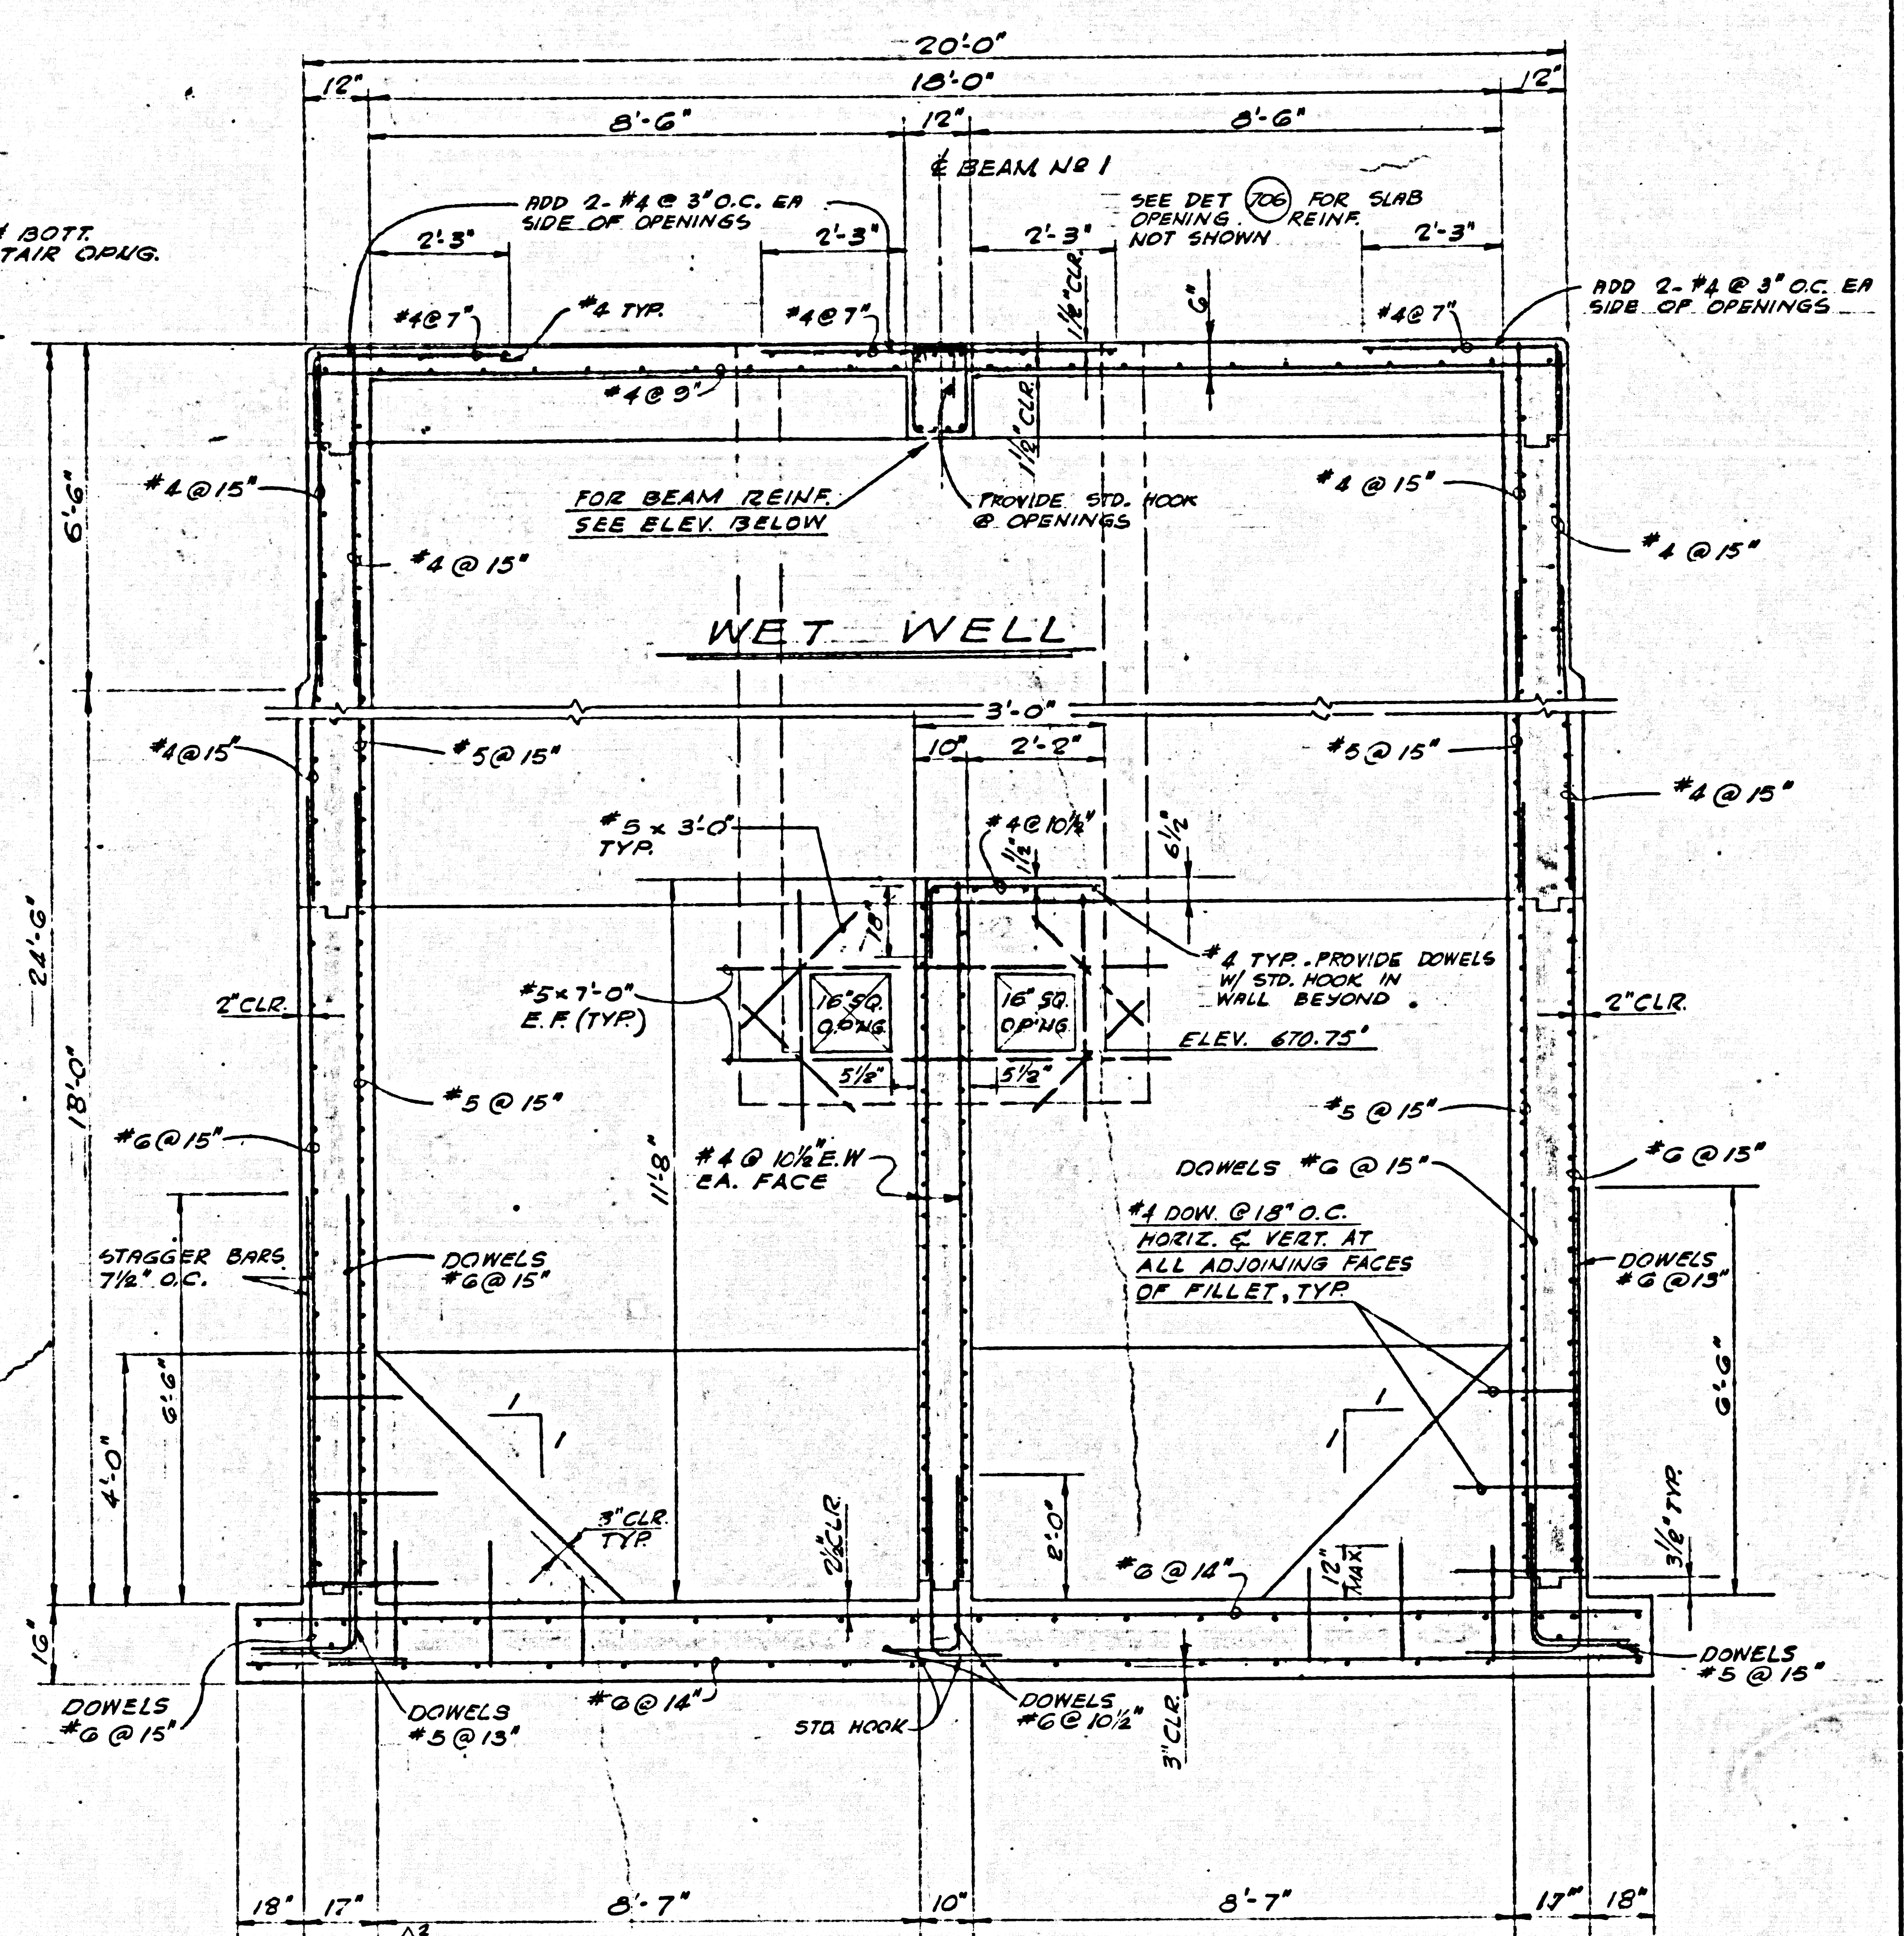 20'-0"
12"
18'-0"
12"
8'-6"
12"
8'-6"
℄ BEAM Nº 1
ADD 2-#4 @ 3" O.C. EA
SIDE OF OPENINGS
SEE DET 706 FOR SLAB
OPENING REINF.
NOT SHOWN
BOTT.
TAIR OPNG.
2'-3"
2'-3"
2'-3"
2'-3"
1½" CLR.
6"
ADD 2-#4 @ 3" O.C. EA
SIDE OF OPENINGS
#4@7"
#4 TYP.
#4@7"
#4@7"
#4@9"
1½" CLR.
#4 @ 15"
FOR BEAM REINF.
SEE ELEV. BELOW
PROVIDE STD. HOOK
@ OPENINGS
#4 @ 15"
6'-6"
#4 @ 15"
#4 @ 15"
WET WELL
3'-0"
#4@15"
#5@15"
10"
2'-2"
#5@15"
#4 @ 15"
#5 x 3'-0"
TYP.
#4@10½"
1½"
6½"
18"
24'-6"
#4 TYP. PROVIDE DOWELS
W/ STD. HOOK IN
WALL BEYOND
#5x7'-0"
E.F. (TYP.)
16" SQ.
OP'NG.
16" SQ.
OP'NG.
2" CLR.
2" CLR.
ELEV. 670.75'
5½"
5½"
18'-0"
#5 @ 15"
#5 @ 15"
#6@15"
11'-8"
#4 @ 10½" E.W
EA. FACE
DOWELS #6 @ 15"
#6 @ 13"
#4 DOW. @ 18" O.C.
HORIZ. & VERT. AT
ALL ADJOINING FACES
OF FILLET, TYP.
STAGGER BARS
7½" O.C.
DOWELS
#6@15"
DOWELS
#6@13"
6'-6"
6'-6"
4'-0"
1
1
1
1
3" CLR.
TYP.
2½" CLR.
2'-0"
#6@14"
12"
MAX.
3½" TYP.
16"
DOWELS
#6 @ 15"
DOWELS
#5@13"
#6@14"
STD. HOOK
DOWELS
#6@10½"
3" CLR.
DOWELS
#5@15"
18"
17"
8'-7"
10"
8'-7"
17"
18"
2